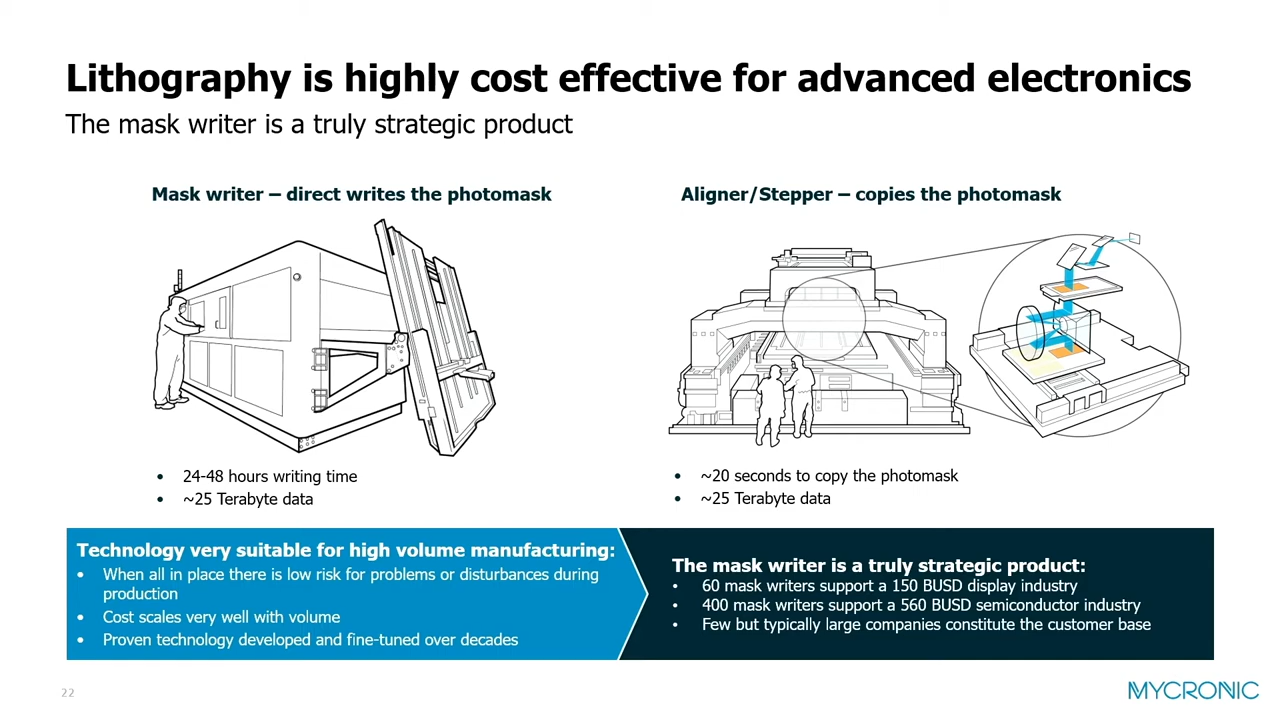 Lithography is highly cost effective for advanced electronics
The mask writer is a truly strategic product
Mask writer – direct writes the photomask
• 24-48 hours writing time
• ~25 Terabyte data
Aligner/Stepper – copies the photomask
• ~20 seconds to copy the photomask
• ~25 Terabyte data
Technology very suitable for high volume manufacturing:
• When all in place there is low risk for problems or disturbances during
production
• Cost scales very well with volume
• Proven technology developed and fine-tuned over decades
The mask writer is a truly strategic product:
• 60 mask writers support a 150 BUSD display industry
• 400 mask writers support a 560 BUSD semiconductor industry
• Few but typically large companies constitute the customer base
22
MYCRONIC